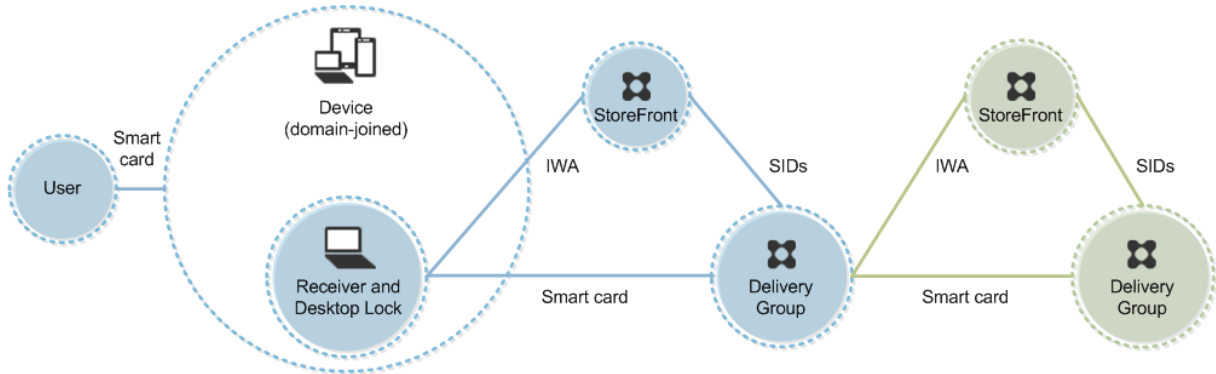 User
Smart
card
Device
(domain-joined)
Receiver and
Desktop Lock
IWA
StoreFront
SIDs
Smart card
Delivery
Group
IWA
StoreFront
SIDs
Smart card
Delivery
Group